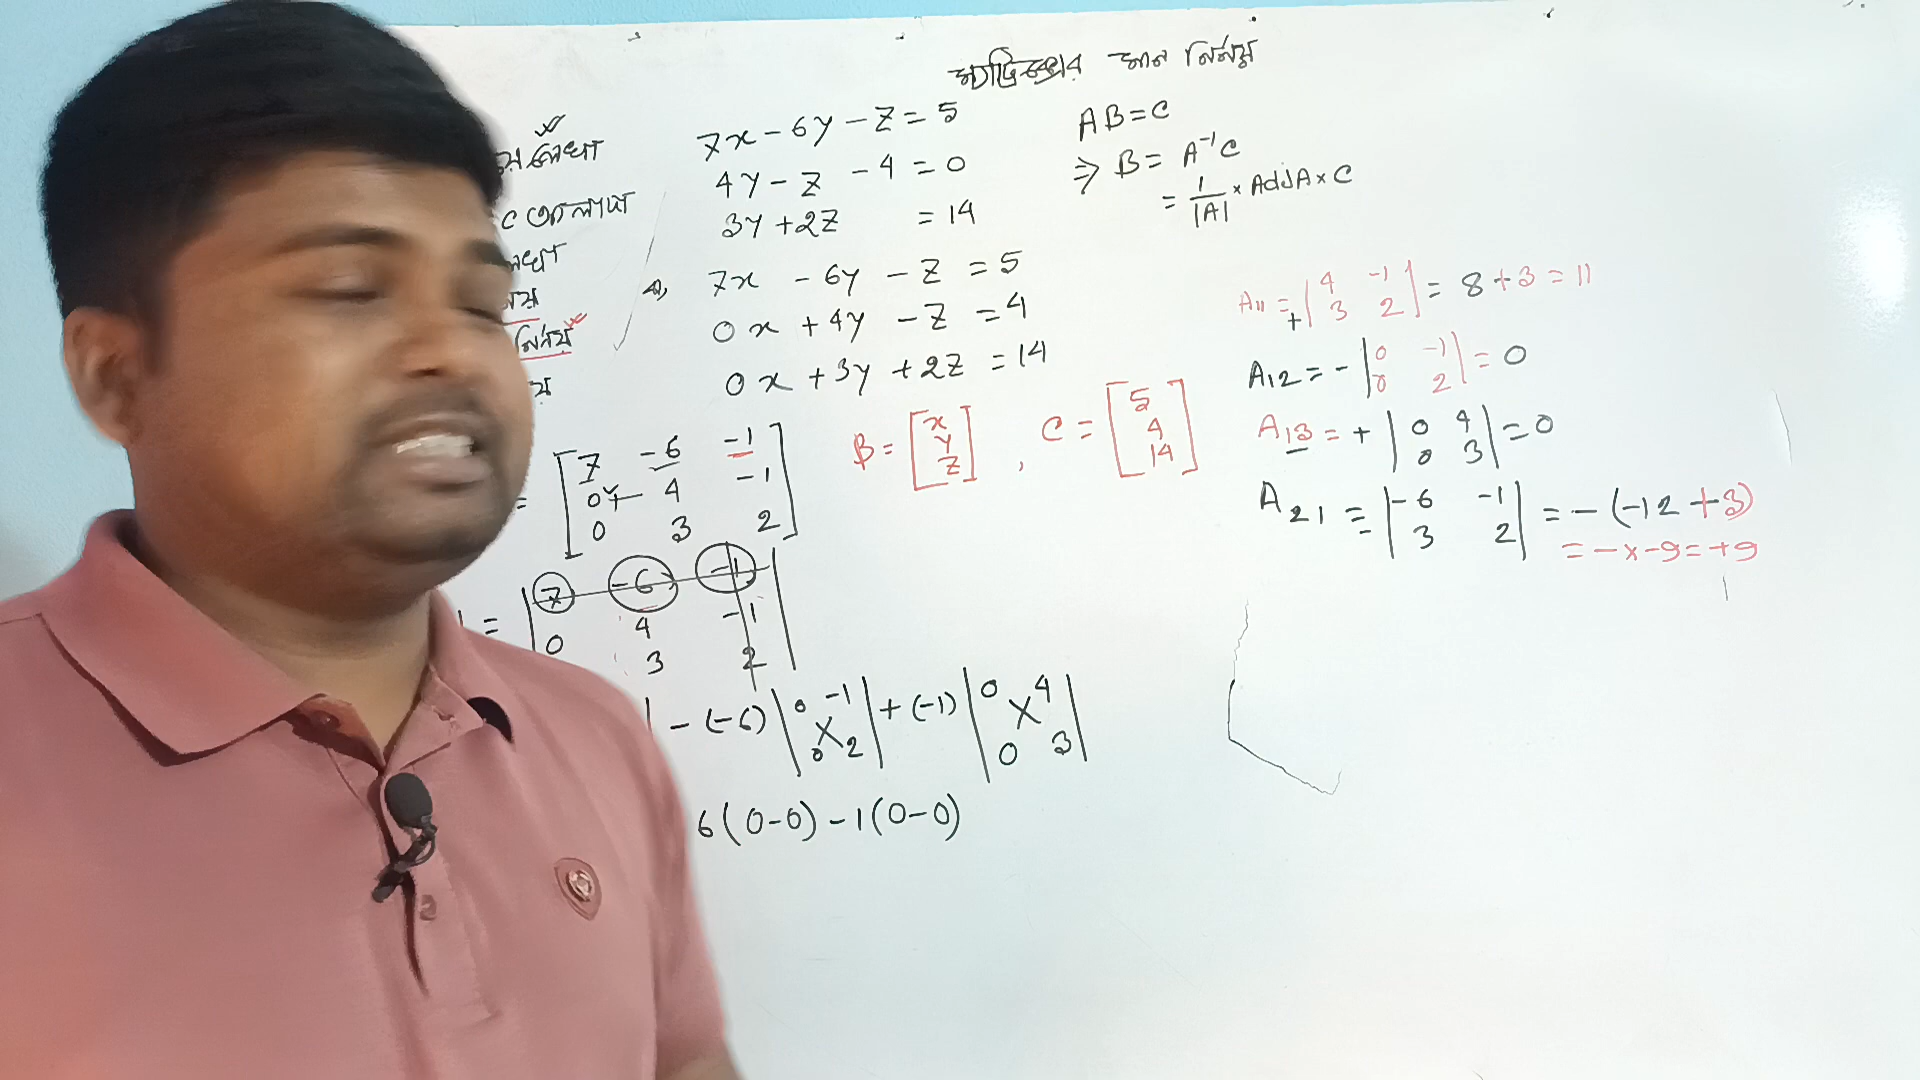 মান নির্ণয়
লেখা
C
নির্ণয়
7x - 6y - z = 5
4y - z - 4 = 0
3y + 2z = 14
বা, 7x - 6y - z = 5
0x + 4y - z = 4
0x + 3y + 2z = 14
= [7 -6 -1
0 4 -1
0 3 2]
B = [x
y
z] , C = [5
4
14]
= |7 -6 -1
0 4 -1
0 3 2|
| - (-6) |0 -1
0 2| + (-1) |0 4
0 3|
6(0-0) - 1(0-0)
AB = C
⇒ B = A⁻¹C
= 1/|A| × AdjA × C
A11 = + |4 -1
3 2| = 8 + 3 = 11
A12 = - |0 -1
0 2| = 0
A13 = + |0 4
0 3| = 0
A21 = - |-6 -1
3 2| = - (-12 + 3)
= - x - 9 = + 9